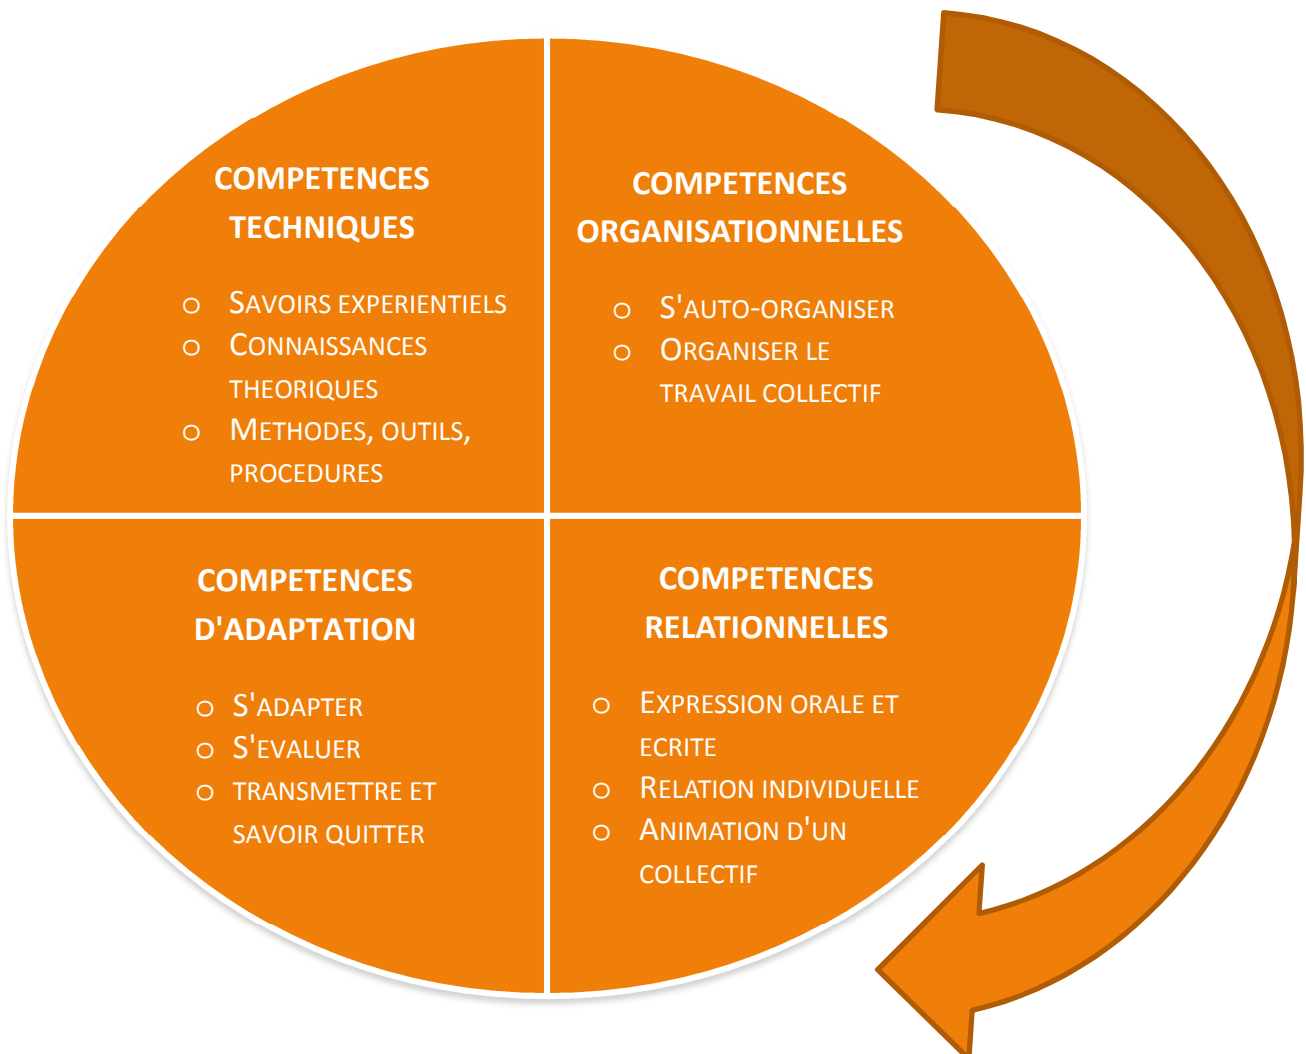 COMPETENCES
TECHNIQUES
o SAVOIRS EXPERIENTIELS
o CONNAISSANCES
THEORIQUES
o METHODES, OUTILS,
PROCEDURES
COMPETENCES
ORGANISATIONNELLES
o S'AUTO-ORGANISER
o ORGANISER LE
TRAVAIL COLLECTIF
COMPETENCES
D'ADAPTATION
o S'ADAPTER
o S'EVALUER
o TRANSMETTRE ET
SAVOIR QUITTER
COMPETENCES
RELATIONNELLES
o EXPRESSION ORALE ET
ECRITE
o RELATION INDIVIDUELLE
o ANIMATION D'UN
COLLECTIF